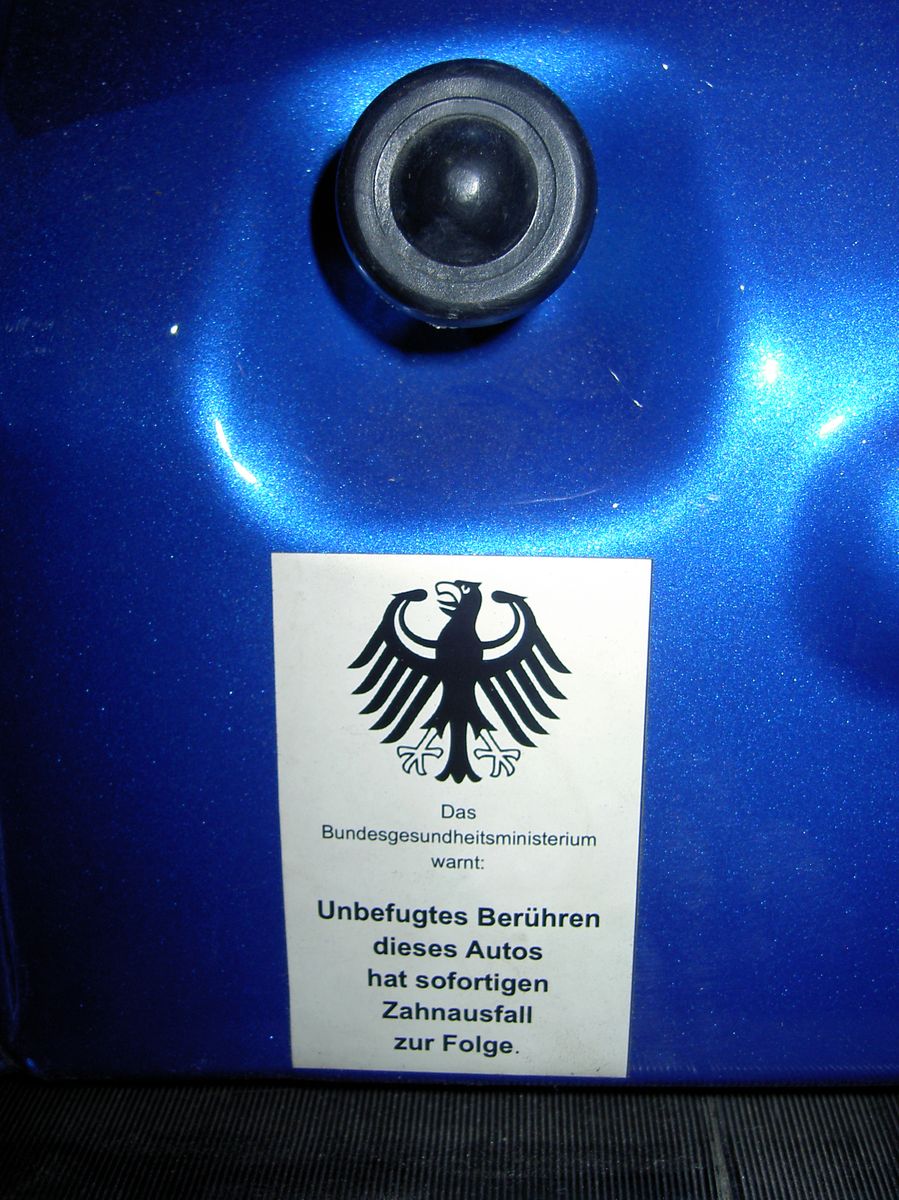 Das
Bundesgesundheitsministerium
warnt:
Unbefugtes Berühren
dieses Autos
hat sofortigen
Zahnausfall
zur Folge.